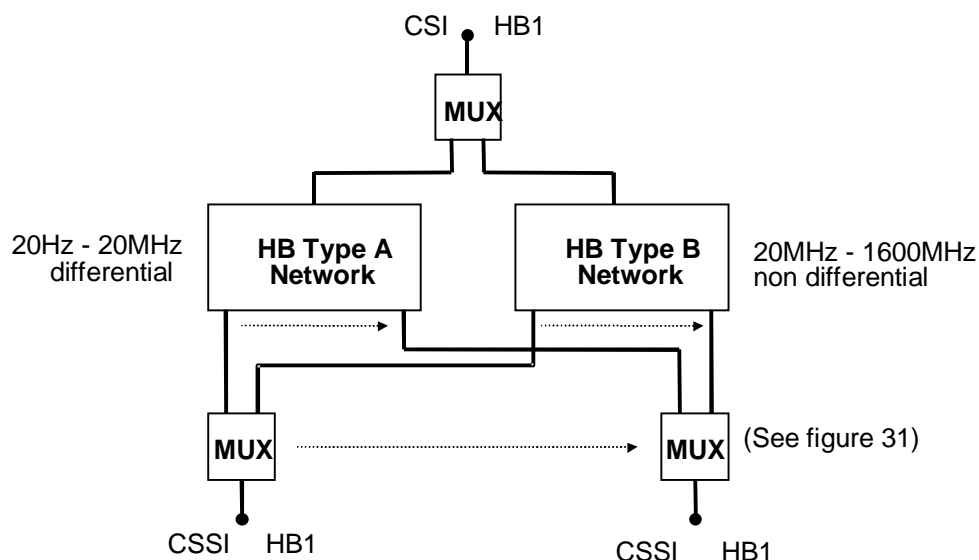 CSI HB1
MUX
20Hz - 20MHz
differential
HB Type A
Network
HB Type B
Network
20MHz - 1600MHz
non differential
MUX
MUX
(See figure 31)
CSSI HB1
CSSI HB1